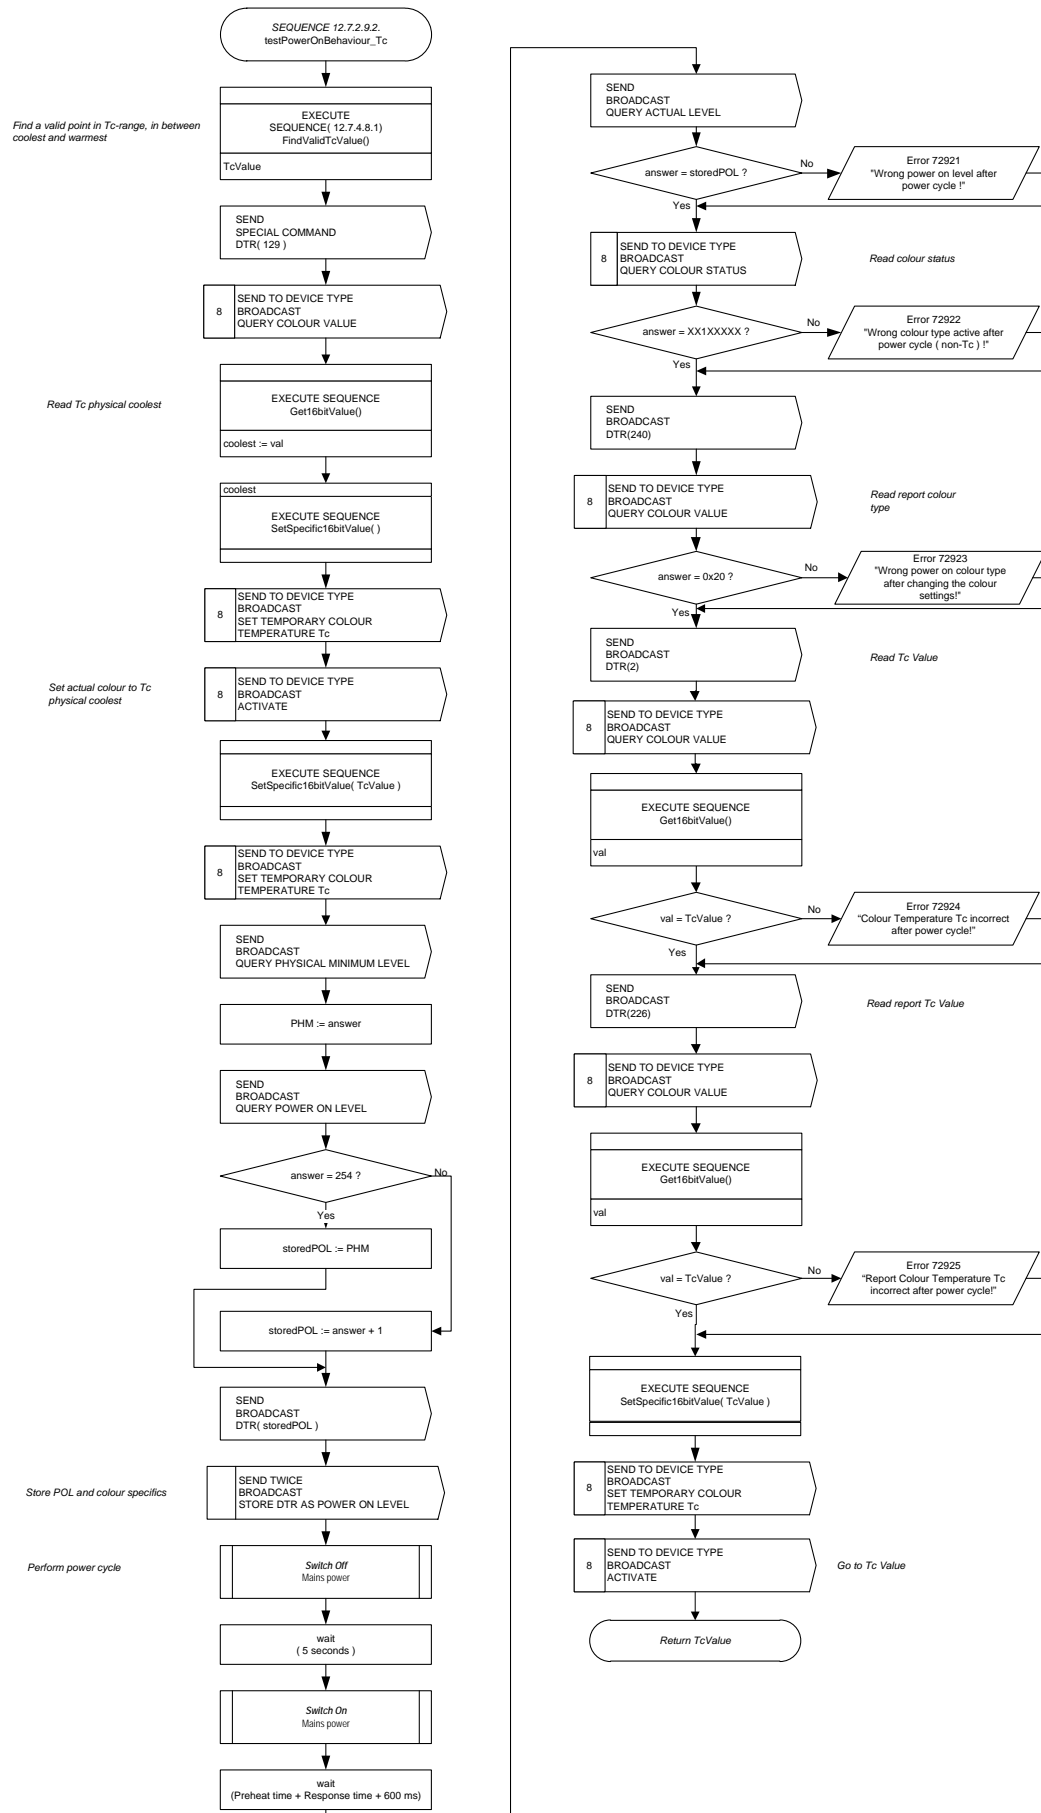 SEQUENCE 12.7.2.9.2.
testPowerOnBehaviour_Tc
Find a valid point in Tc-range, in between
coolest and warmest
EXECUTE
SEQUENCE( 12.7.4.8.1)
FindValidTcValue()
TcValue
SEND
SPECIAL COMMAND
DTR( 129 )
8
SEND TO DEVICE TYPE
BROADCAST
QUERY COLOUR VALUE
Read Tc physical coolest
EXECUTE SEQUENCE
Get16bitValue()
coolest := val
coolest
EXECUTE SEQUENCE
SetSpecific16bitValue( )
8
SEND TO DEVICE TYPE
BROADCAST
SET TEMPORARY COLOUR
TEMPERATURE Tc
Set actual colour to Tc
physical coolest
8
SEND TO DEVICE TYPE
BROADCAST
ACTIVATE
EXECUTE SEQUENCE
SetSpecific16bitValue( TcValue )
8
SEND TO DEVICE TYPE
BROADCAST
SET TEMPORARY COLOUR
TEMPERATURE Tc
SEND
BROADCAST
QUERY PHYSICAL MINIMUM LEVEL
PHM := answer
SEND
BROADCAST
QUERY POWER ON LEVEL
answer = 254 ?
No
Yes
storedPOL := PHM
storedPOL := answer + 1
SEND
BROADCAST
DTR( storedPOL )
Store POL and colour specifics
SEND TWICE
BROADCAST
STORE DTR AS POWER ON LEVEL
Perform power cycle
Switch Off
Mains power
wait
( 5 seconds )
Switch On
Mains power
wait
(Preheat time + Response time + 600 ms)
SEND
BROADCAST
QUERY ACTUAL LEVEL
answer = storedPOL ?
No
Error 72921
"Wrong power on level after
power cycle !"
Yes
8
SEND TO DEVICE TYPE
BROADCAST
QUERY COLOUR STATUS
Read colour status
answer = XX1XXXXX ?
No
Error 72922
"Wrong colour type active after
power cycle ( non-Tc ) !"
Yes
SEND
BROADCAST
DTR(240)
8
SEND TO DEVICE TYPE
BROADCAST
QUERY COLOUR VALUE
Read report colour
type
answer = 0x20 ?
No
Error 72923
"Wrong power on colour type
after changing the colour
settings!"
Yes
SEND
BROADCAST
DTR(2)
Read Tc Value
8
SEND TO DEVICE TYPE
BROADCAST
QUERY COLOUR VALUE
EXECUTE SEQUENCE
Get16bitValue()
val
val = TcValue ?
No
Error 72924
“Colour Temperature Tc incorrect
after power cycle!”
Yes
SEND
BROADCAST
DTR(226)
Read report Tc Value
8
SEND TO DEVICE TYPE
BROADCAST
QUERY COLOUR VALUE
EXECUTE SEQUENCE
Get16bitValue()
val
val = TcValue ?
No
Error 72925
“Report Colour Temperature Tc
incorrect after power cycle!”
Yes
EXECUTE SEQUENCE
SetSpecific16bitValue( TcValue )
8
SEND TO DEVICE TYPE
BROADCAST
SET TEMPORARY COLOUR
TEMPERATURE Tc
8
SEND TO DEVICE TYPE
BROADCAST
ACTIVATE
Go to Tc Value
Return TcValue